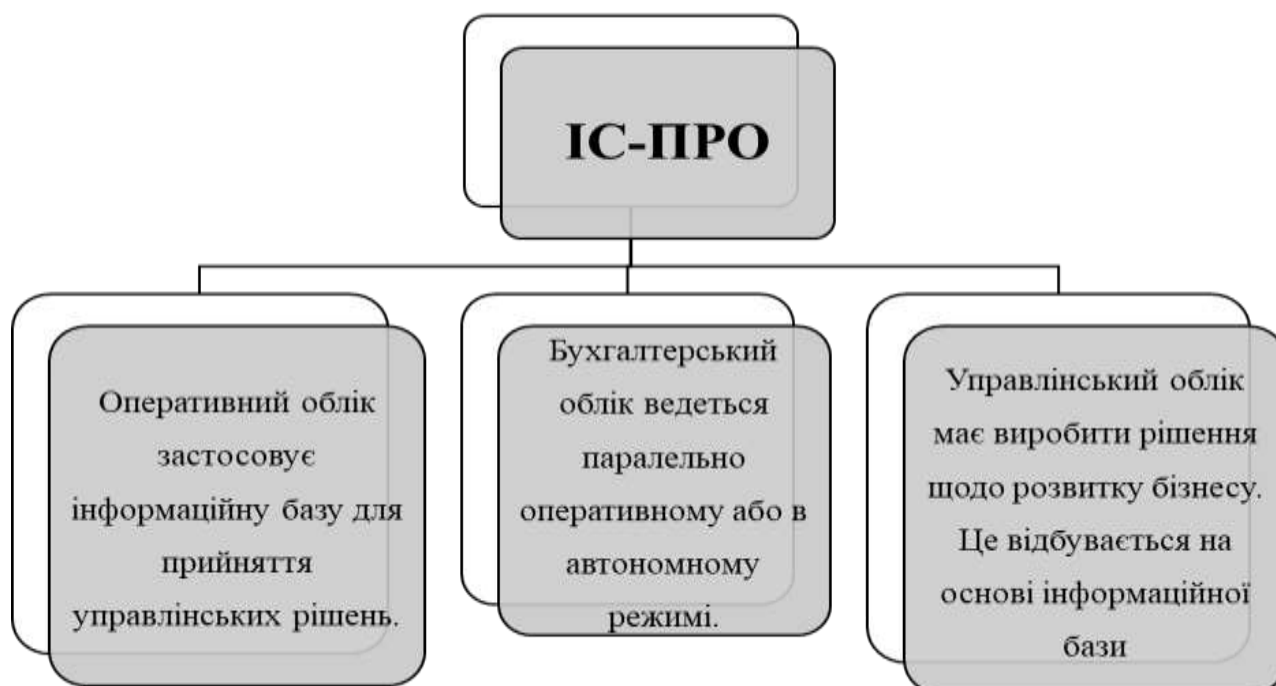 ІС-ПРО
Оперативний облік
застосовує
інформаційну базу для
прийняття
управлінських рішень.
Бухгалтерський
облік ведеться
паралельно
оперативному або в
автономному
режимі.
Управлінський облік
має виробити рішення
щодо розвитку бізнесу.
Це відбувається на
основі інформаційної
бази